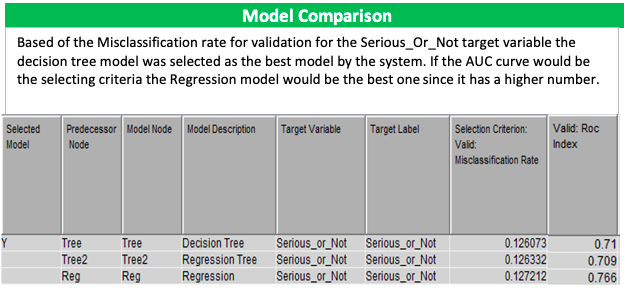 Model Comparison
Based of the Misclassification rate for validation for the Serious_Or_Not target variable the
decision tree model was selected as the best model by the system. If the AUC curve would be
the selecting criteria the Regression model would be the best one since it has a higher number.
Selected Model Predecessor Node Model Node Model Description Target Variable Target Label Selection Criterion: Valid: Misclassification Rate Valid: Roc Index
Y Tree Tree Decision Tree Serious_or_Not Serious_or_Not 0.126073 0.71
Tree2 Tree2 Regression Tree Serious_or_Not Serious_or_Not 0.126332 0.709
Reg Reg Regression Serious_or_Not Serious_or_Not 0.127212 0.766